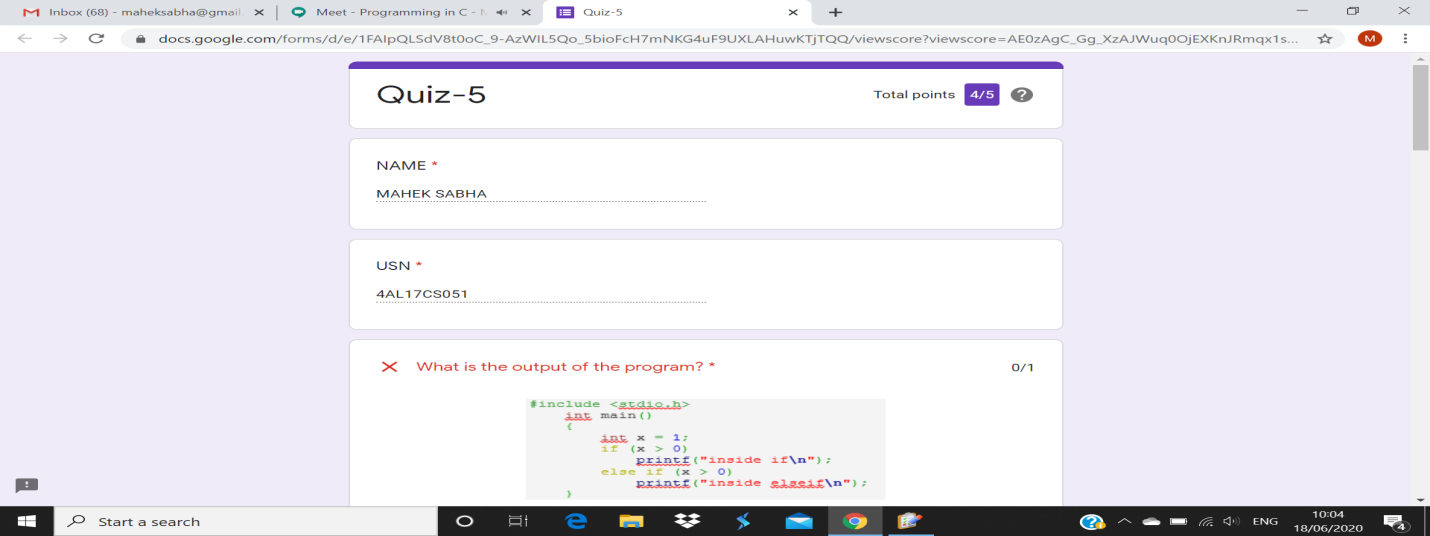 Inbox (68) - maheksabha@gmail.
Meet - Programming in C -
Quiz-5
docs.google.com/forms/d/e/1FAIpQLSdV8t0oC_9-AzWIL5Qo_5bioFcH7mNKG4uF9UXLAHuwKTjTQQ/viewscore?viewscore=AE0zAgC_Gg_XzAJWuq0OjEXKnJRmqx1s...
M
Quiz-5
Total points 4/5
NAME *
MAHEK SABHA
USN *
4AL17CS051
What is the output of the program? *
0/1
#include <stdio.h>
int main()
{
int x = 1;
if (x > 0)
printf("inside if\n");
else if (x > 0)
printf("inside elseif\n");
}
Start a search
ENG
10:04
18/06/2020
4